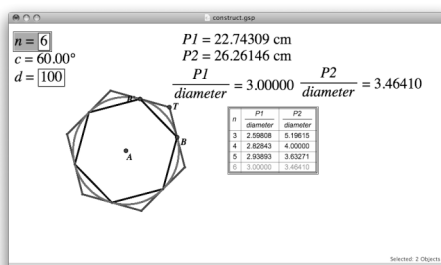 construct.gsp
n = 6
c = 60.00°
d = 100
P1 = 22.74309 cm
P2 = 26.26146 cm
P1/diameter = 3.00000 P2/diameter = 3.46410
B'
T
B
A
n P1/diameter P2/diameter
3 2.59808 5.19615
4 2.82843 4.00000
5 2.93893 3.63271
6 3.00000 3.46410
Selected: 2 Objects